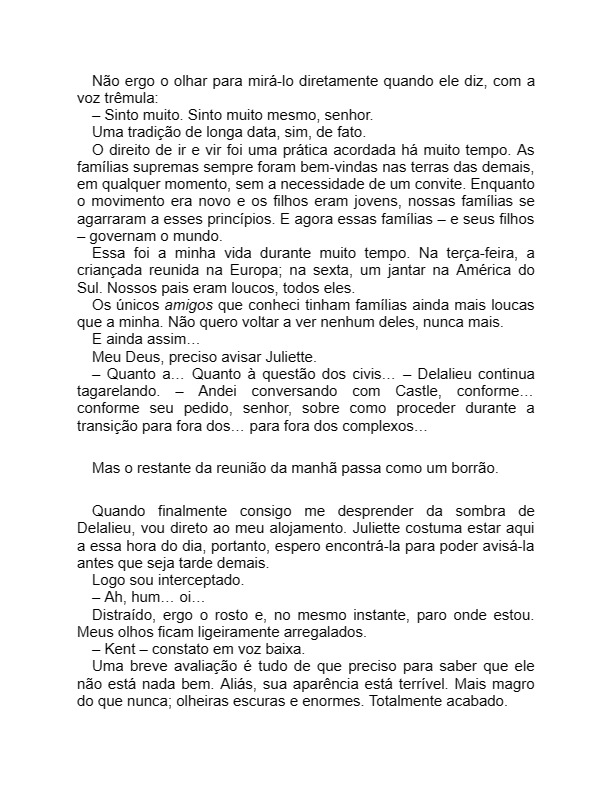 Não ergo o olhar para mirá-lo diretamente quando ele diz, com a
voz trêmula:
– Sinto muito. Sinto muito mesmo, senhor.
Uma tradição de longa data, sim, de fato.
O direito de ir e vir foi uma prática acordada há muito tempo. As
famílias supremas sempre foram bem-vindas nas terras das demais,
em qualquer momento, sem a necessidade de um convite. Enquanto
o movimento era novo e os filhos eram jovens, nossas famílias se
agarraram a esses princípios. E agora essas famílias – e seus filhos
– governam o mundo.
Essa foi a minha vida durante muito tempo. Na terça-feira, a
criançada reunida na Europa; na sexta, um jantar na América do
Sul. Nossos pais eram loucos, todos eles.
Os únicos amigos que conheci tinham famílias ainda mais loucas
que a minha. Não quero voltar a ver nenhum deles, nunca mais.
E ainda assim…
Meu Deus, preciso avisar Juliette.
– Quanto a… Quanto à questão dos civis… – Delalieu continua
tagarelando. – Andei conversando com Castle, conforme…
conforme seu pedido, senhor, sobre como proceder durante a
transição para fora dos… para fora dos complexos…
Mas o restante da reunião da manhã passa como um borrão.
Quando finalmente consigo me desprender da sombra de
Delalieu, vou direto ao meu alojamento. Juliette costuma estar aqui
a essa hora do dia, portanto, espero encontrá-la para poder avisá-la
antes que seja tarde demais.
Logo sou interceptado.
– Ah, hum… oi…
Distraído, ergo o rosto e, no mesmo instante, paro onde estou.
Meus olhos ficam ligeiramente arregalados.
– Kent – constato em voz baixa.
Uma breve avaliação é tudo de que preciso para saber que ele
não está nada bem. Aliás, sua aparência está terrível. Mais magro
do que nunca; olheiras escuras e enormes. Totalmente acabado.